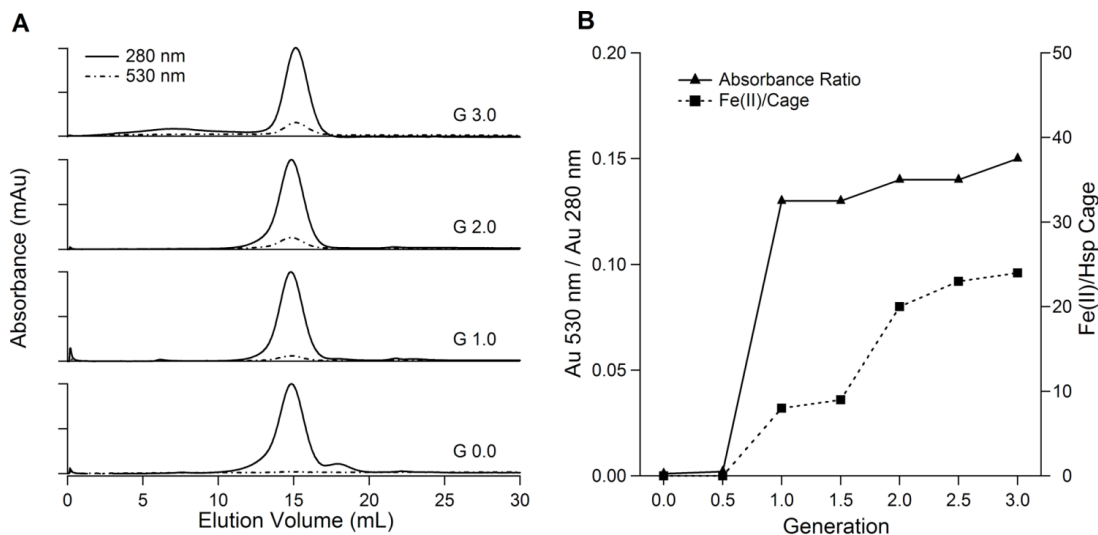 A
280 nm
530 nm
G 3.0
G 2.0
G 1.0
G 0.0
Absorbance (mAu)
0 5 10 15 20 25 30
Elution Volume (mL)
B
Absorbance Ratio
Fe(II)/Cage
0.20
0.15
0.10
0.05
0.00
Au 530 nm / Au 280 nm
50
40
30
20
10
0
Fe(II)/Hsp Cage
0.0 0.5 1.0 1.5 2.0 2.5 3.0
Generation